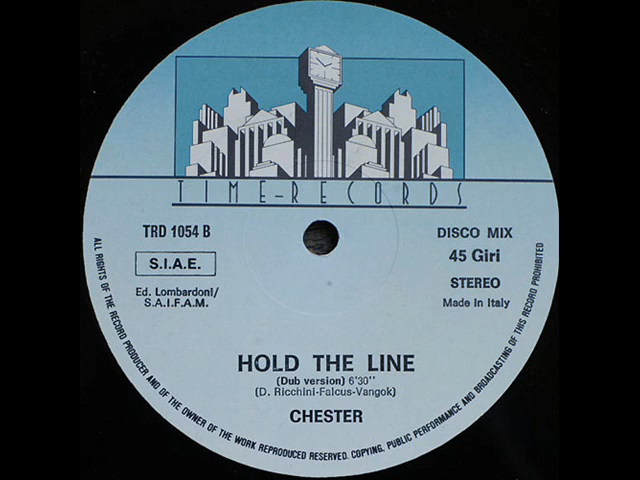 TIME-RECORDS
TRD 1054 B
S.I.A.E.
Ed. Lombardoni/
S.A.I.F.A.M.
DISCO MIX
45 Giri
STEREO
Made in Italy
HOLD THE LINE
(Dub version) 6'30''
(D. Ricchini-Falcus-Vangok)
CHESTER
ALL RIGHTS OF THE RECORD PRODUCER AND OF THE OWNER OF THE WORK REPRODUCED RESERVED. COPYING, PUBLIC PERFORMANCE AND BROADCASTING OF THIS RECORD PROHIBITED